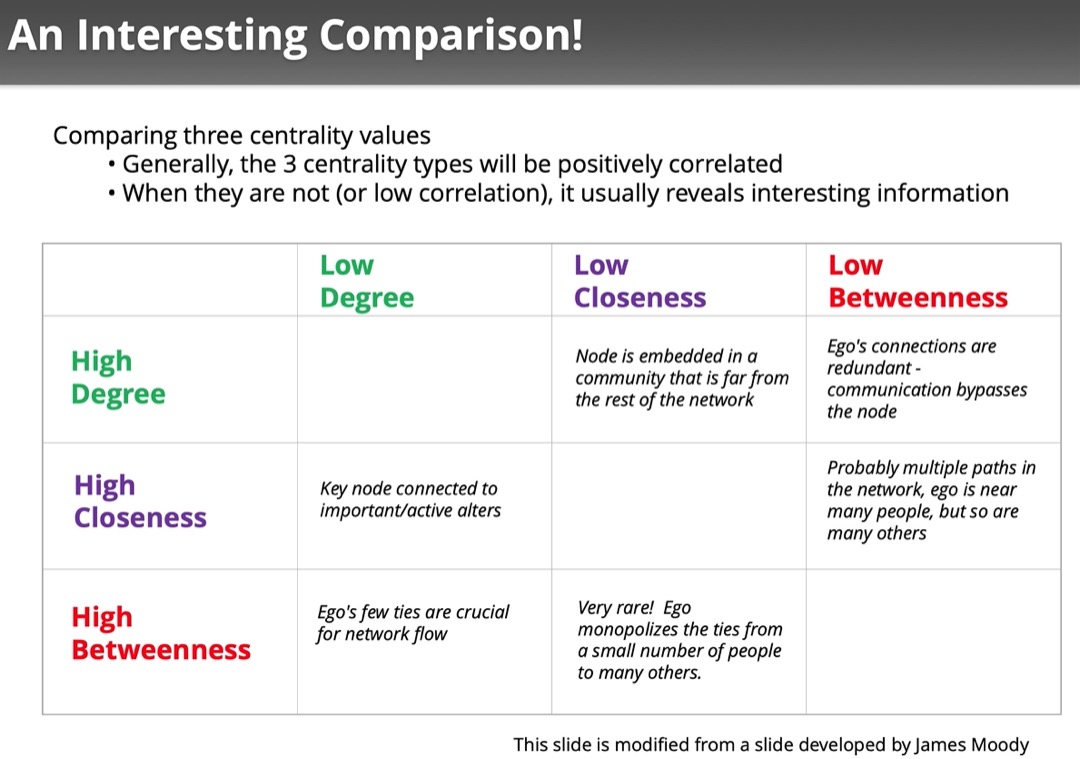 An Interesting Comparison!
Comparing three centrality values
• Generally, the 3 centrality types will be positively correlated
• When they are not (or low correlation), it usually reveals interesting information
Low
Degree
Low
Closeness
Low
Betweenness
High
Degree
Node is embedded in a
community that is far from
the rest of the network
Ego's connections are
redundant -
communication bypasses
the node
High
Closeness
Key node connected to
important/active alters
Probably multiple paths in
the network, ego is near
many people, but so are
many others
High
Betweenness
Ego's few ties are crucial
for network flow
Very rare! Ego
monopolizes the ties from
a small number of people
to many others.
This slide is modified from a slide developed by James Moody